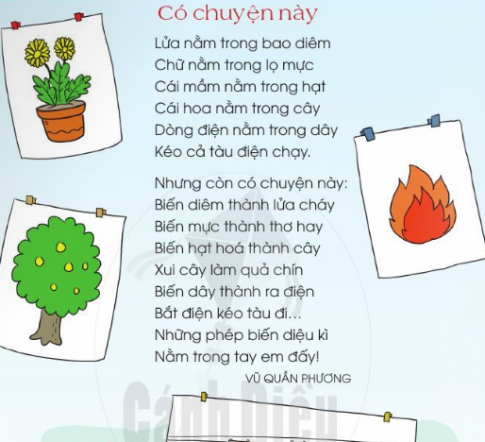 Có chuyện này
Lửa nằm trong bao diêm
Chữ nằm trong lọ mực
Cái mầm nằm trong hạt
Cái hoa nằm trong cây
Dòng điện nằm trong dây
Kéo cả tàu điện chạy.
Nhưng còn có chuyện này:
Biến diêm thành lửa cháy
Biến mực thành thơ hay
Biến hạt hoá thành cây
Xui cây làm quả chín
Biến dây thành ra điện
Bắt điện kéo tàu đi...
Những phép biến diệu kì
Nằm trong tay em đấy!
VŨ QUẦN PHƯƠNG
Cánh Diều